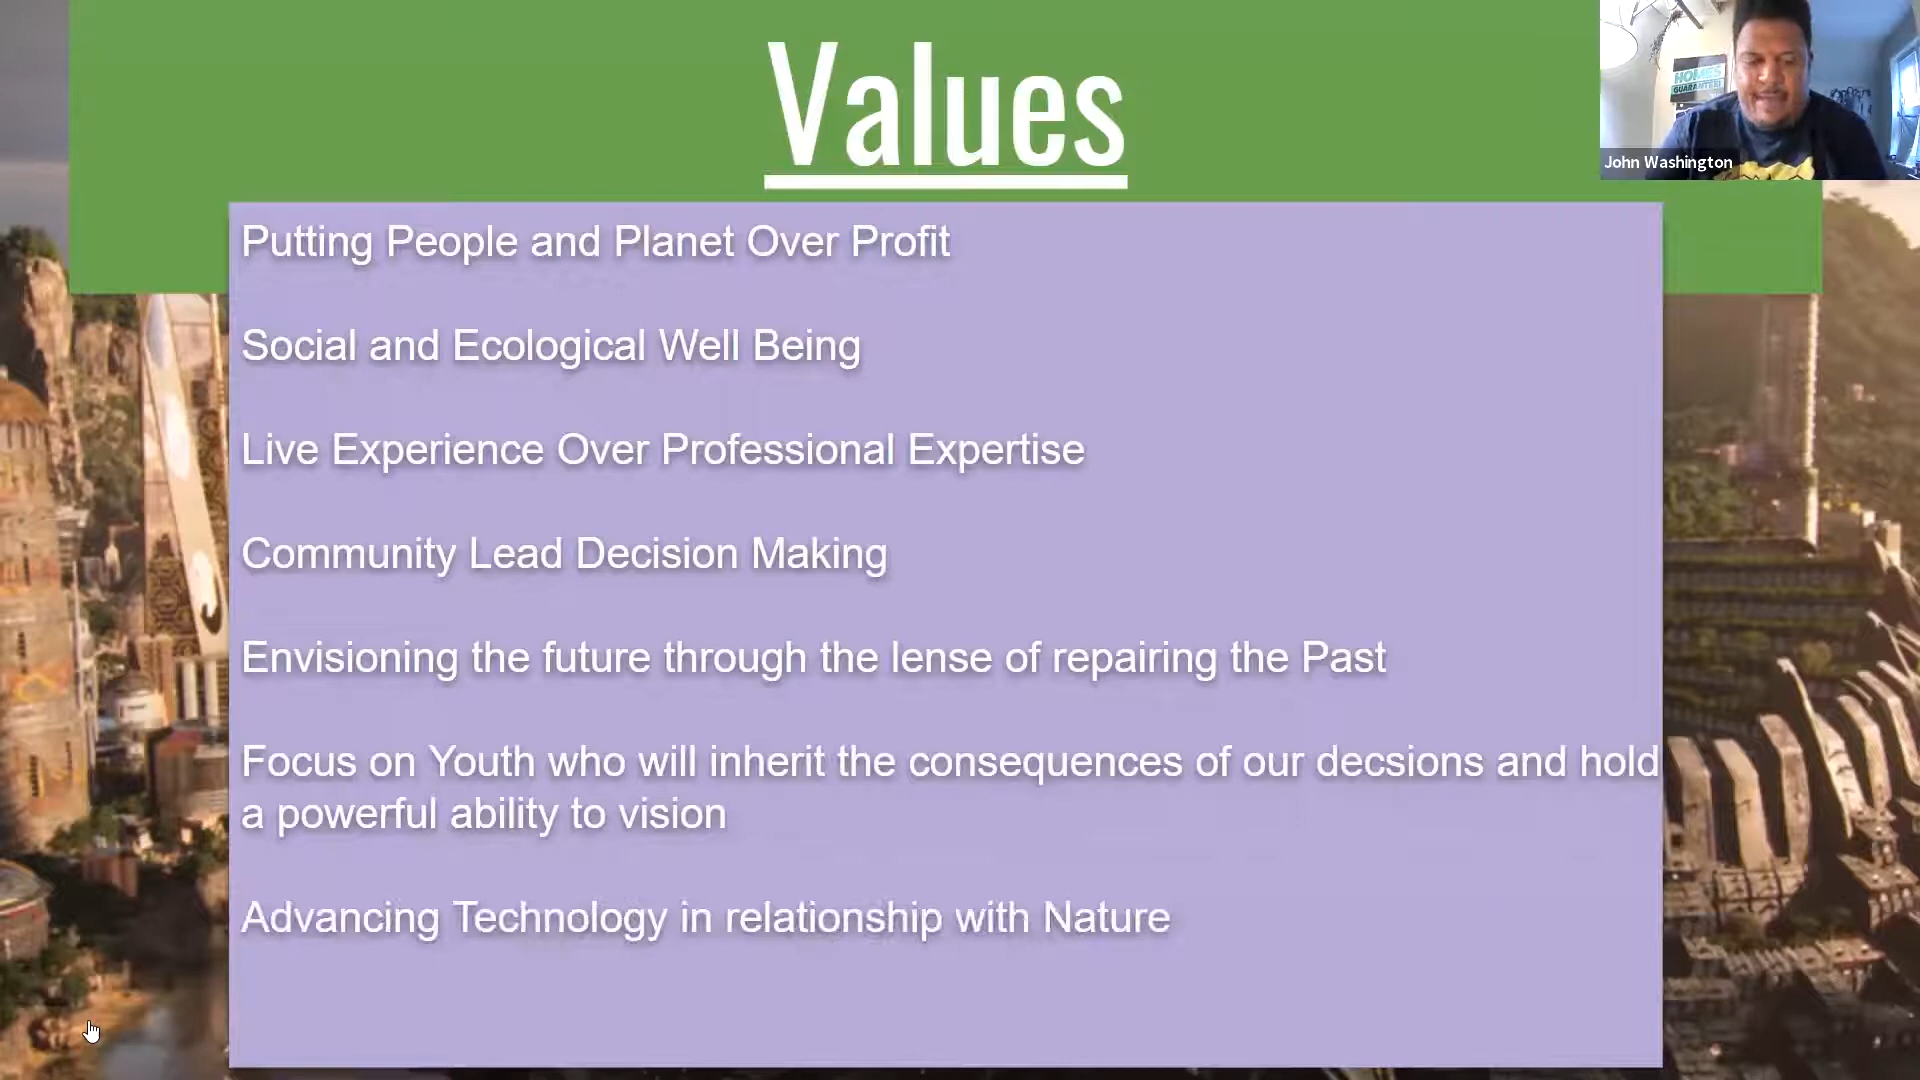 Values
HOMES
GUARANTEE!
John Washington
Putting People and Planet Over Profit
Social and Ecological Well Being
Live Experience Over Professional Expertise
Community Lead Decision Making
Envisioning the future through the lense of repairing the Past
Focus on Youth who will inherit the consequences of our decsions and hold
a powerful ability to vision
Advancing Technology in relationship with Nature